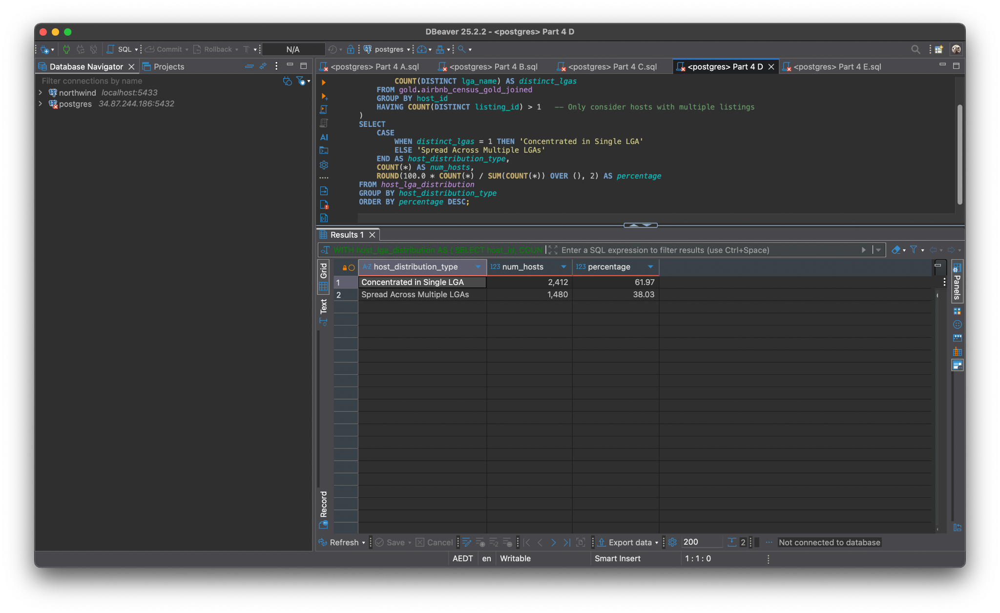 DBeaver 25.2.2 - <postgres> Part 4 D
SQL Commit Rollback T N/A postgres
Database Navigator Projects
Filter connections by name
northwind localhost:5433
postgres 34.87.244.186:5432
<postgres> Part 4 A.sql <postgres> Part 4 B.sql <postgres> Part 4 C.sql <postgres> Part 4 D <postgres> Part 4 E.sql
COUNT(DISTINCT lga_name) AS distinct_lgas
FROM gold.airbnb_census_gold_joined
GROUP BY host_id
HAVING COUNT(DISTINCT listing_id) > 1 -- Only consider hosts with multiple listings
)
SELECT
CASE
WHEN distinct_lgas = 1 THEN 'Concentrated in Single LGA'
ELSE 'Spread Across Multiple LGAs'
END AS host_distribution_type,
COUNT(*) AS num_hosts,
ROUND(100.0 * COUNT(*) / SUM(COUNT(*)) OVER (), 2) AS percentage
FROM host_lga_distribution
GROUP BY host_distribution_type
ORDER BY percentage DESC;
AI
Results 1
WITH host_lga_distribution AS ( SELECT host_id, COUN Enter a SQL expression to filter results (use Ctrl+Space)
Grid
Text
Record
A-Z host_distribution_type 123 num_hosts 123 percentage
1 Concentrated in Single LGA 2,412 61.97
2 Spread Across Multiple LGAs 1,480 38.03
Panels
Refresh Save Cancel Export data 200 2 ... Not connected to database
AEDT en Writable Smart Insert 1 : 1 : 0